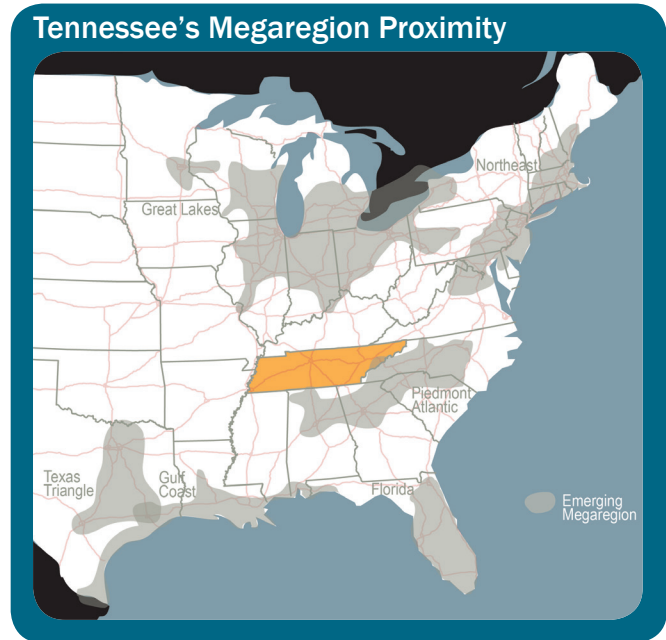 Tennessee’s Megaregion Proximity
Northeast
Great Lakes
Piedmont
Atlantic
Texas
Triangle
Gulf
Coast
Florida
Emerging
Megaregion